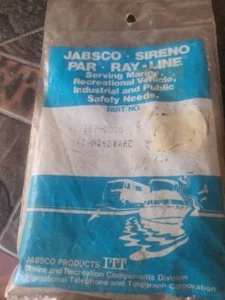 JABSCO · SIRENO
PAR · RAY-LINE
Serving Marine,
Recreational Vehicle,
Industrial and Public
Safety Needs.
PART NO.
HARDWARE
JABSCO PRODUCTS ITT
Marine and Recreation Components Division
International Telephone and Telegraph Corporation